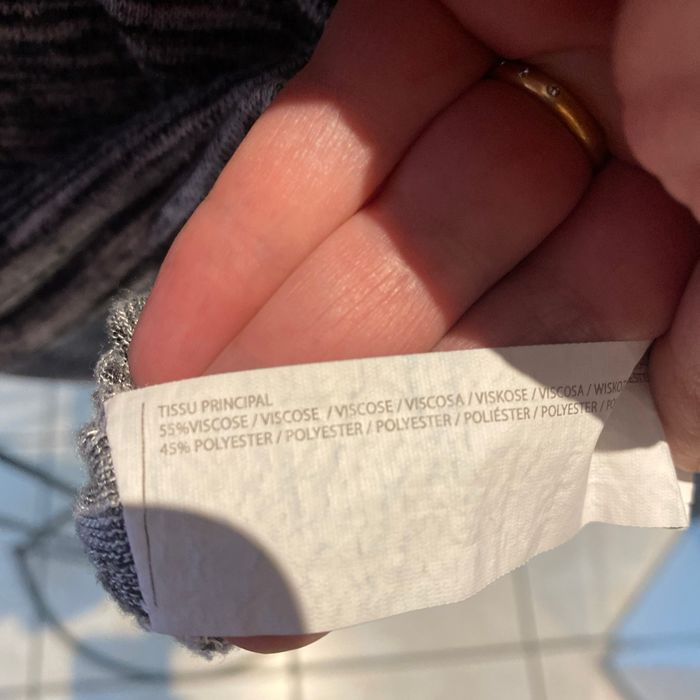 TISSU PRINCIPAL
55%VISCOSE / VISCOSE / VISCOSE / VISCOSA / VISKOSE / VISCOSA /
45% POLYESTER / POLYESTER / POLYESTER / POLIÉSTER / POLYESTER /